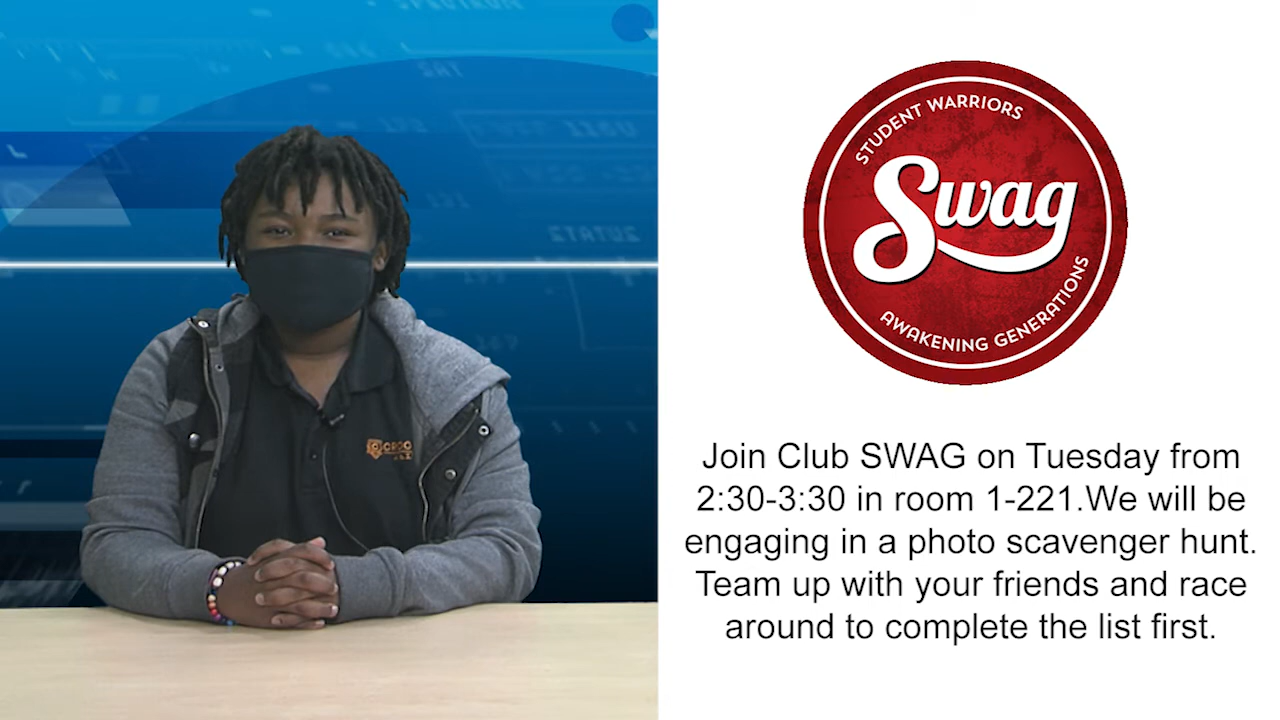 STUDENT WARRIORS
Swag
AWAKENING GENERATIONS
Join Club SWAG on Tuesday from
2:30-3:30 in room 1-221.We will be
engaging in a photo scavenger hunt.
Team up with your friends and race
around to complete the list first.